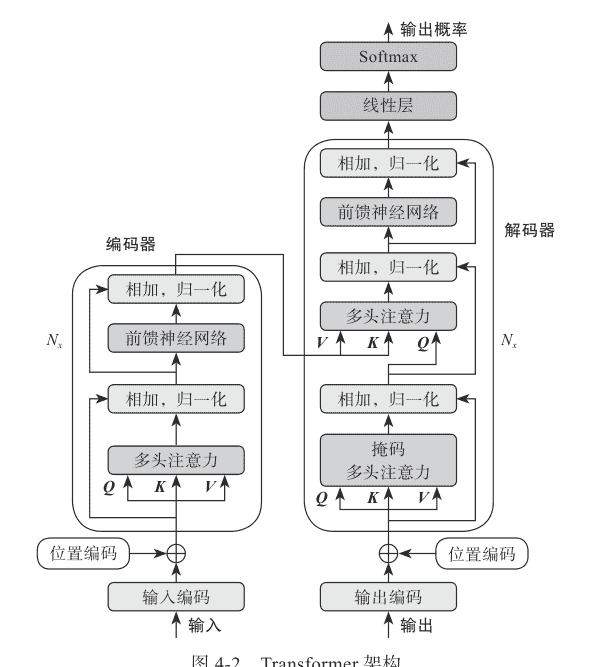 输出概率
Softmax
线性层
相加，归一化
前馈神经网络
解码器
编码器
相加，归一化
相加，归一化
多头注意力
前馈神经网络
V K Q
Nx
Nx
相加，归一化
相加，归一化
掩码
多头注意力
多头注意力
Q K V
Q K V
位置编码
位置编码
输入编码
输出编码
输入
输出
图 4-2 Transformer 架构